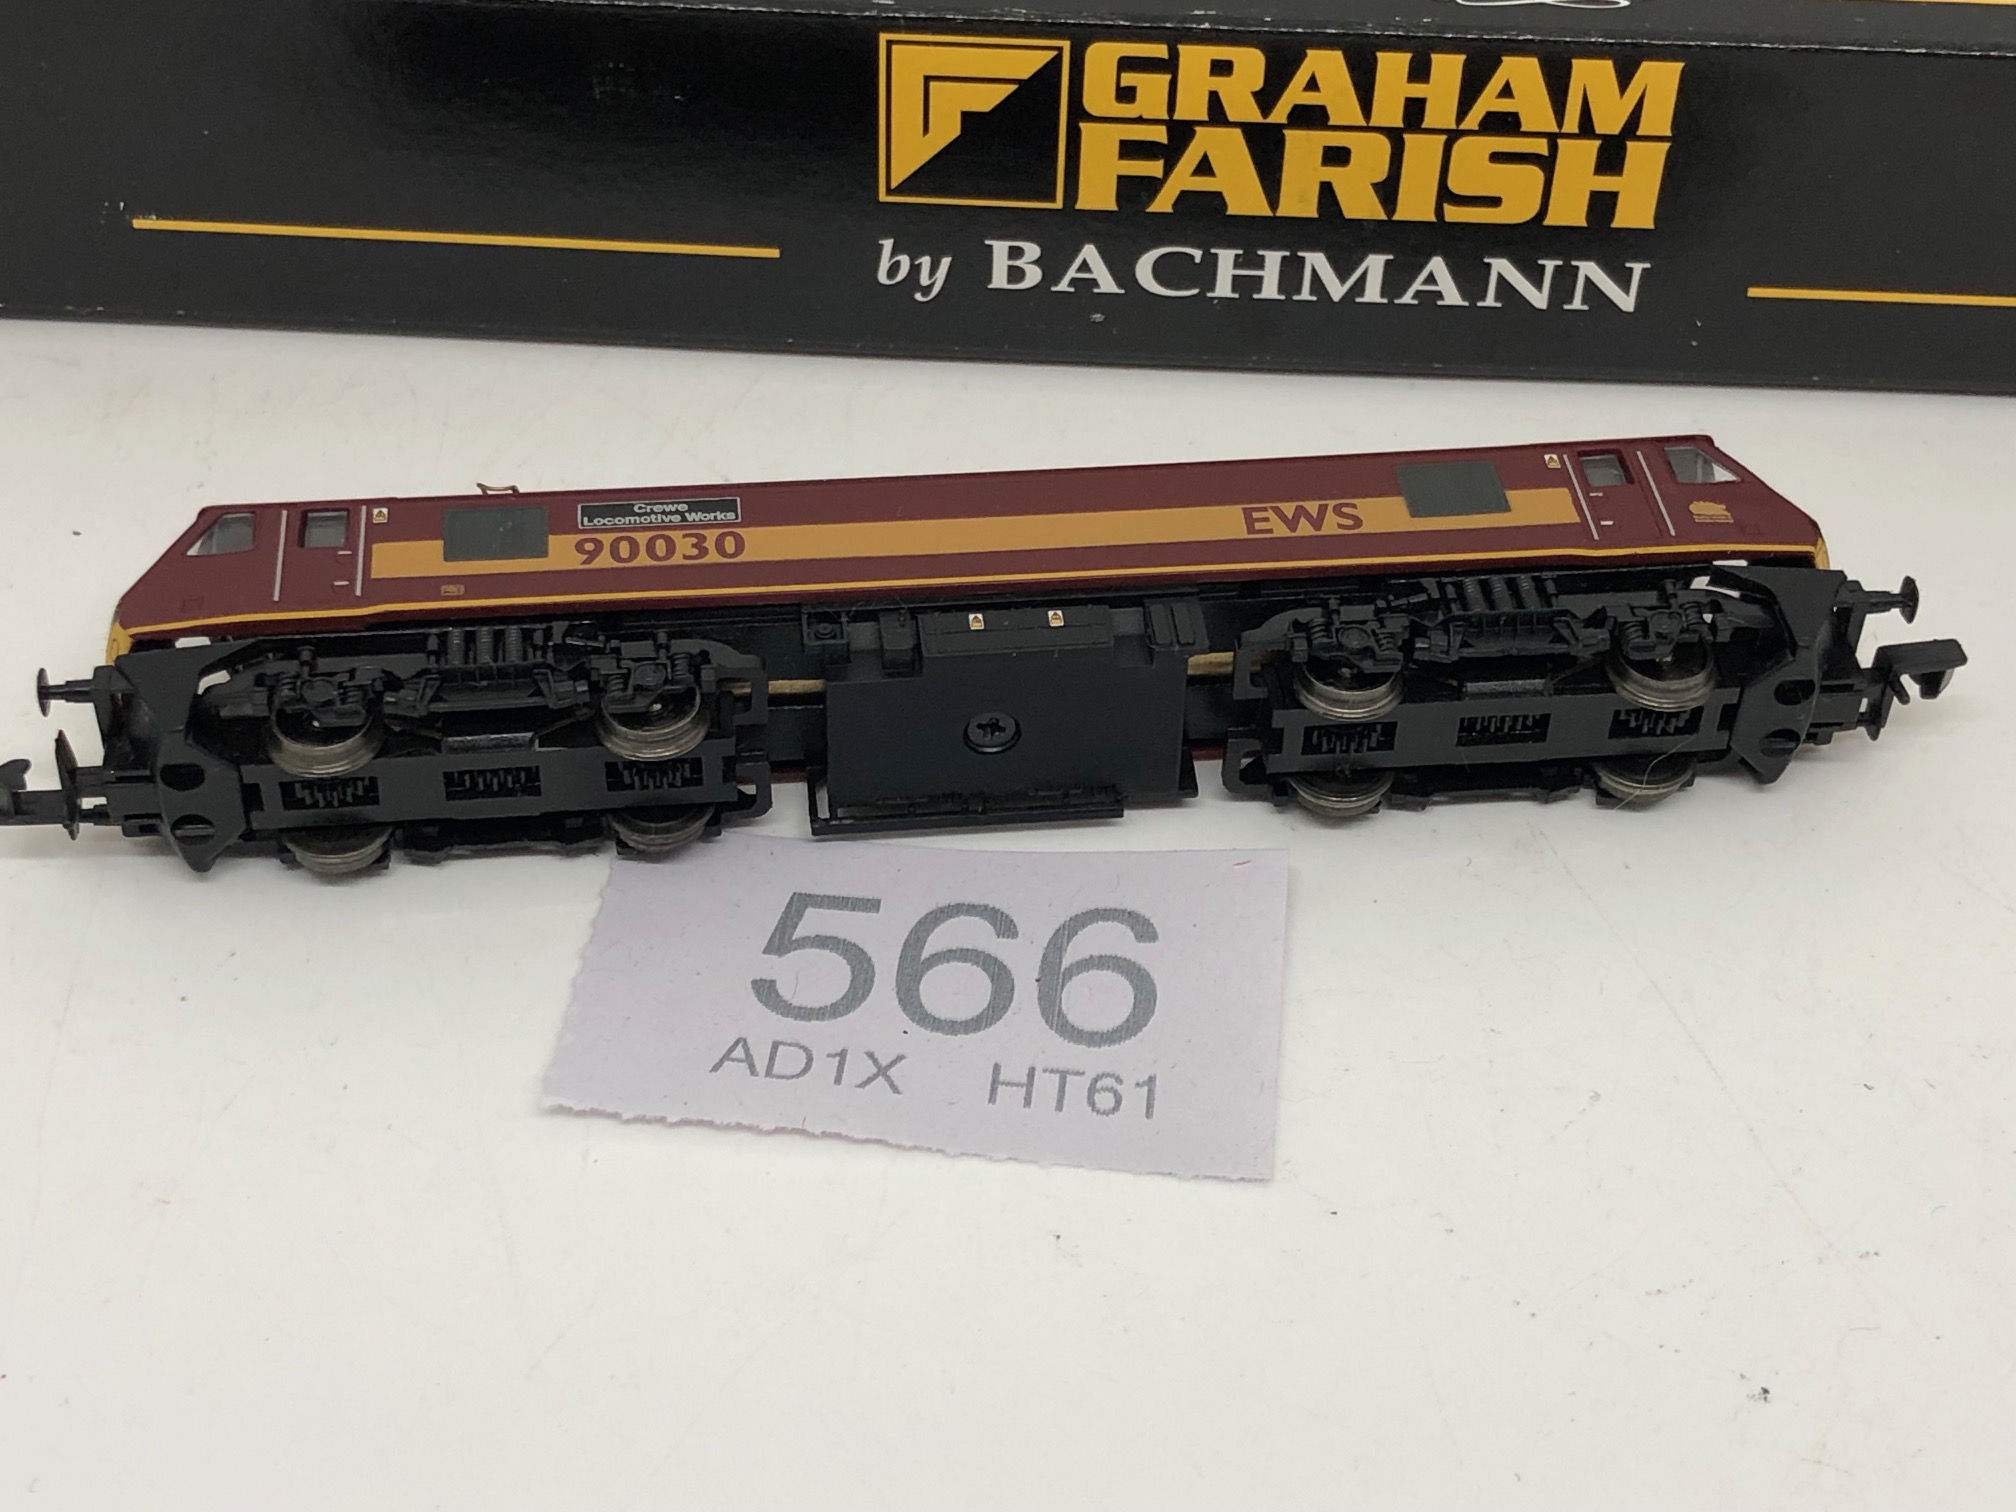 GRAHAM
FARISH
by BACHMANN
Crewe
Locomotive Works
90030
EWS
566
AD1X HT61